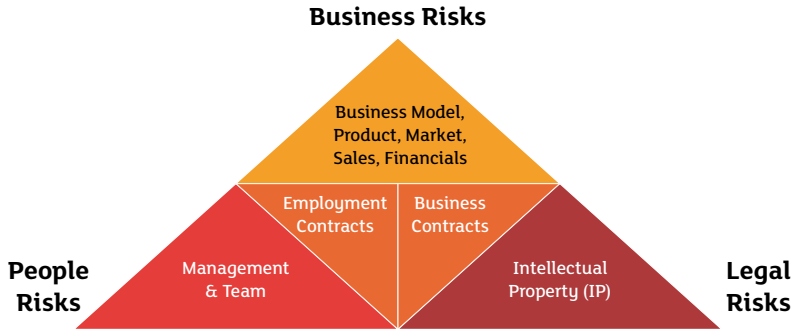 Business Risks
Business Model,
Product, Market,
Sales, Financials
Employment
Contracts
Business
Contracts
People
Risks
Management
& Team
Intellectual
Property (IP)
Legal
Risks